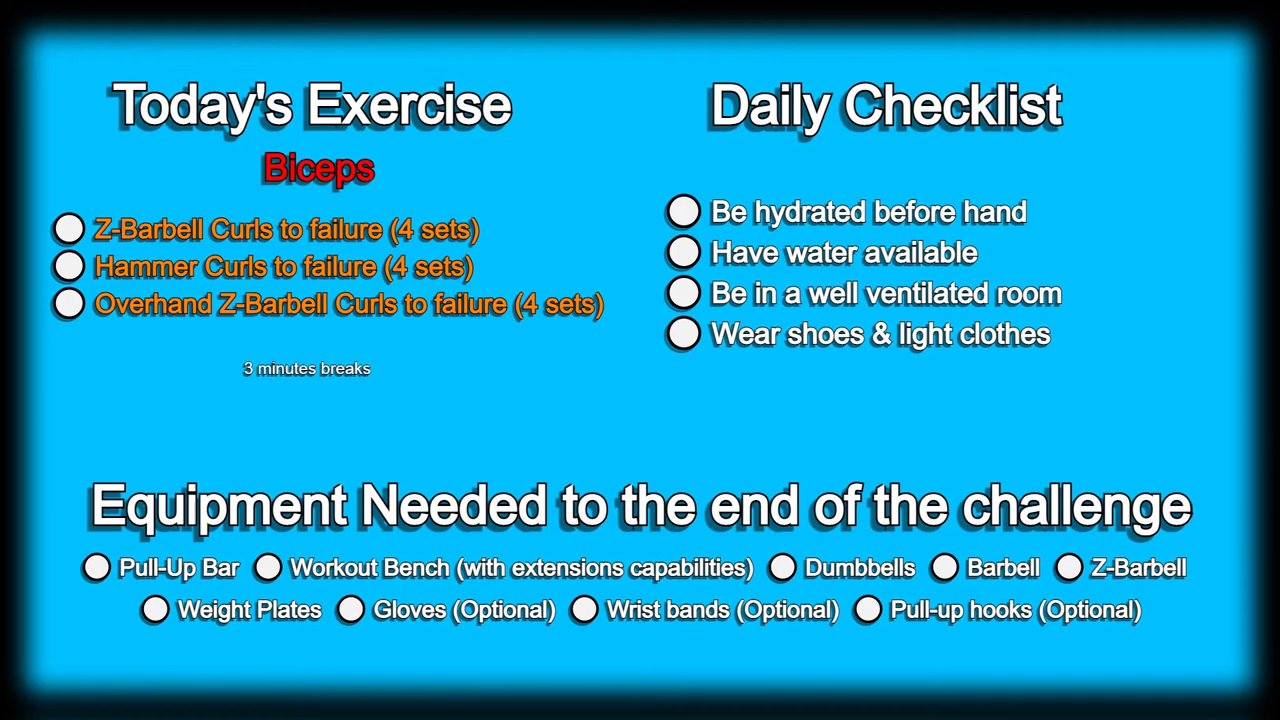 Today's Exercise
Biceps
Z-Barbell Curls to failure (4 sets)
Hammer Curls to failure (4 sets)
Overhand Z-Barbell Curls to failure (4 sets)
3 minutes breaks
Daily Checklist
Be hydrated before hand
Have water available
Be in a well ventilated room
Wear shoes & light clothes
Equipment Needed to the end of the challenge
Pull-Up Bar Workout Bench (with extensions capabilities) Dumbbells Barbell Z-Barbell
Weight Plates Gloves (Optional) Wrist bands (Optional) Pull-up hooks (Optional)